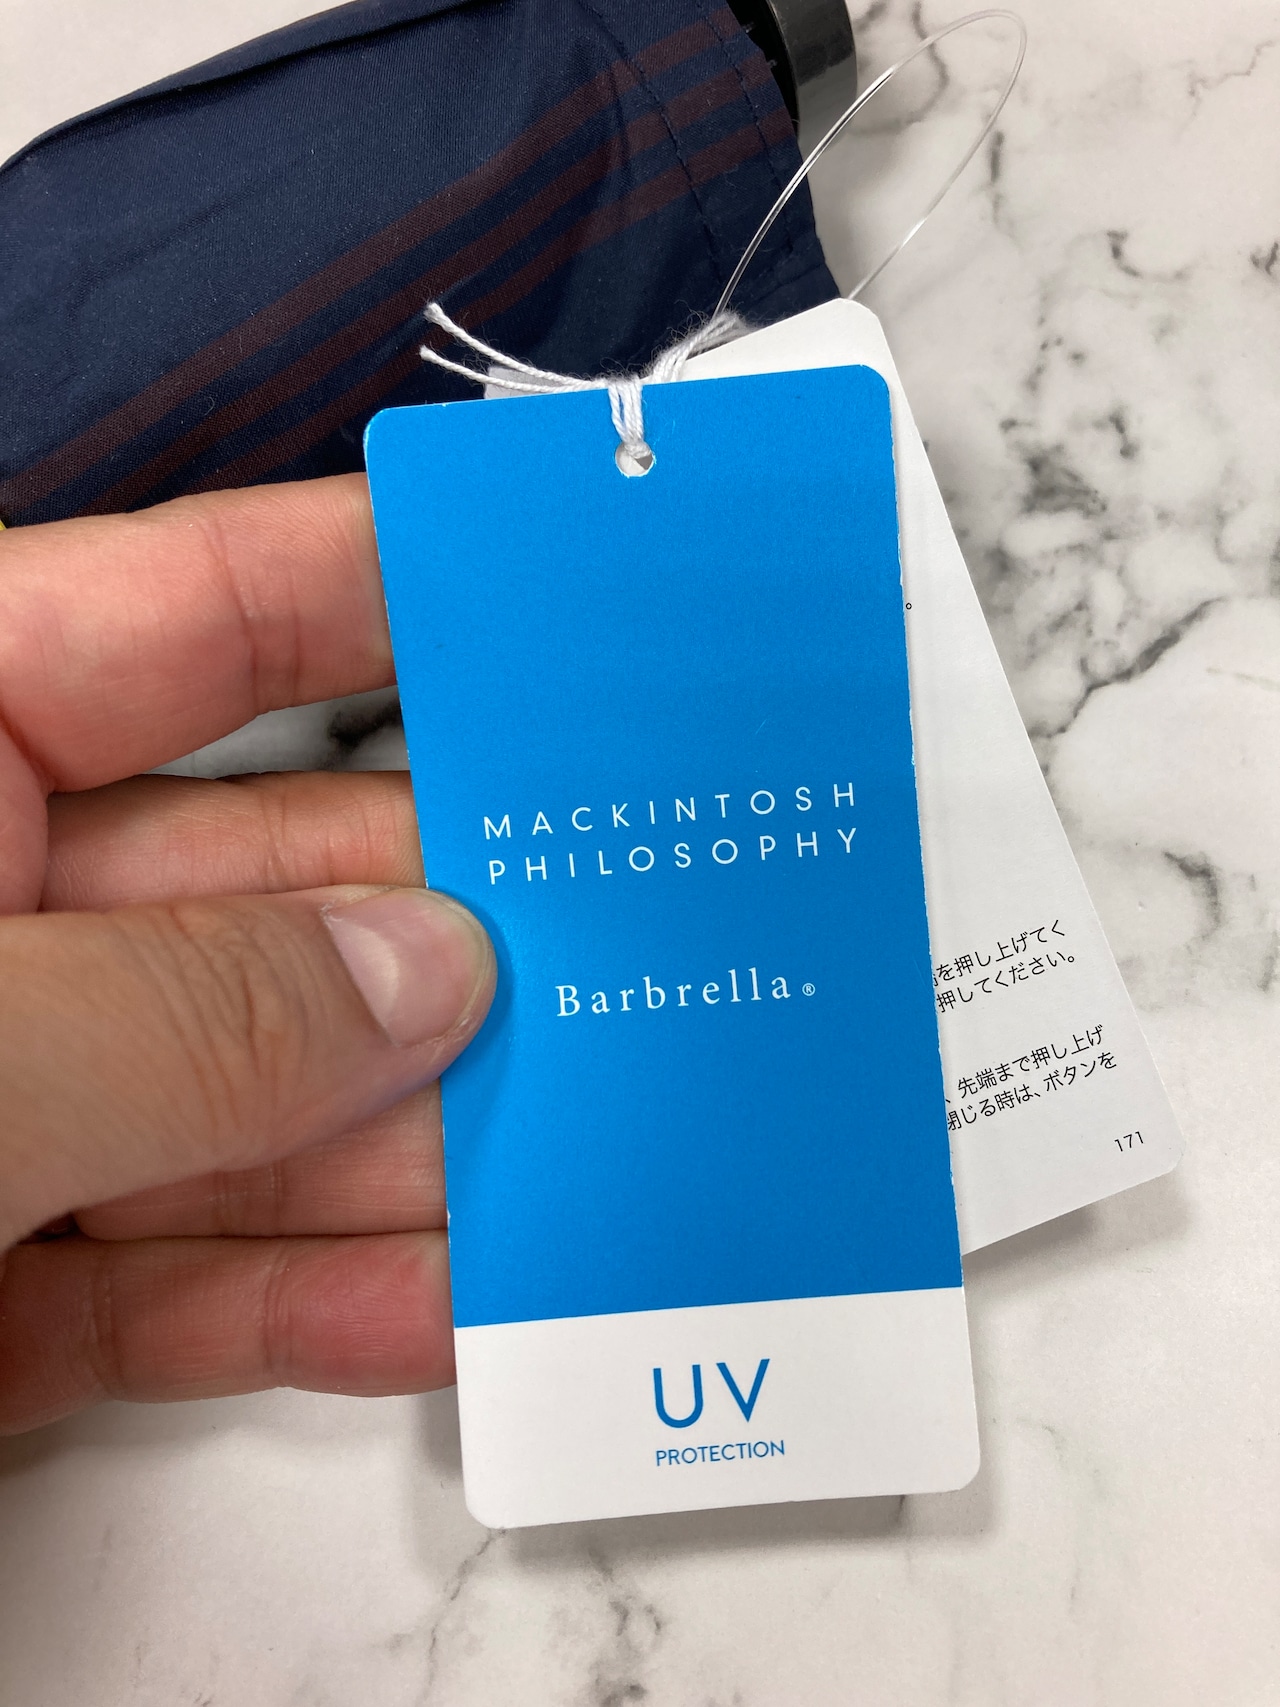 MACKINTOSH
PHILOSOPHY
Barbrella®
UV
PROTECTION
。
を押し上げてく
押してください。
、先端まで押し上げ
閉じる時は、ボタンを
171